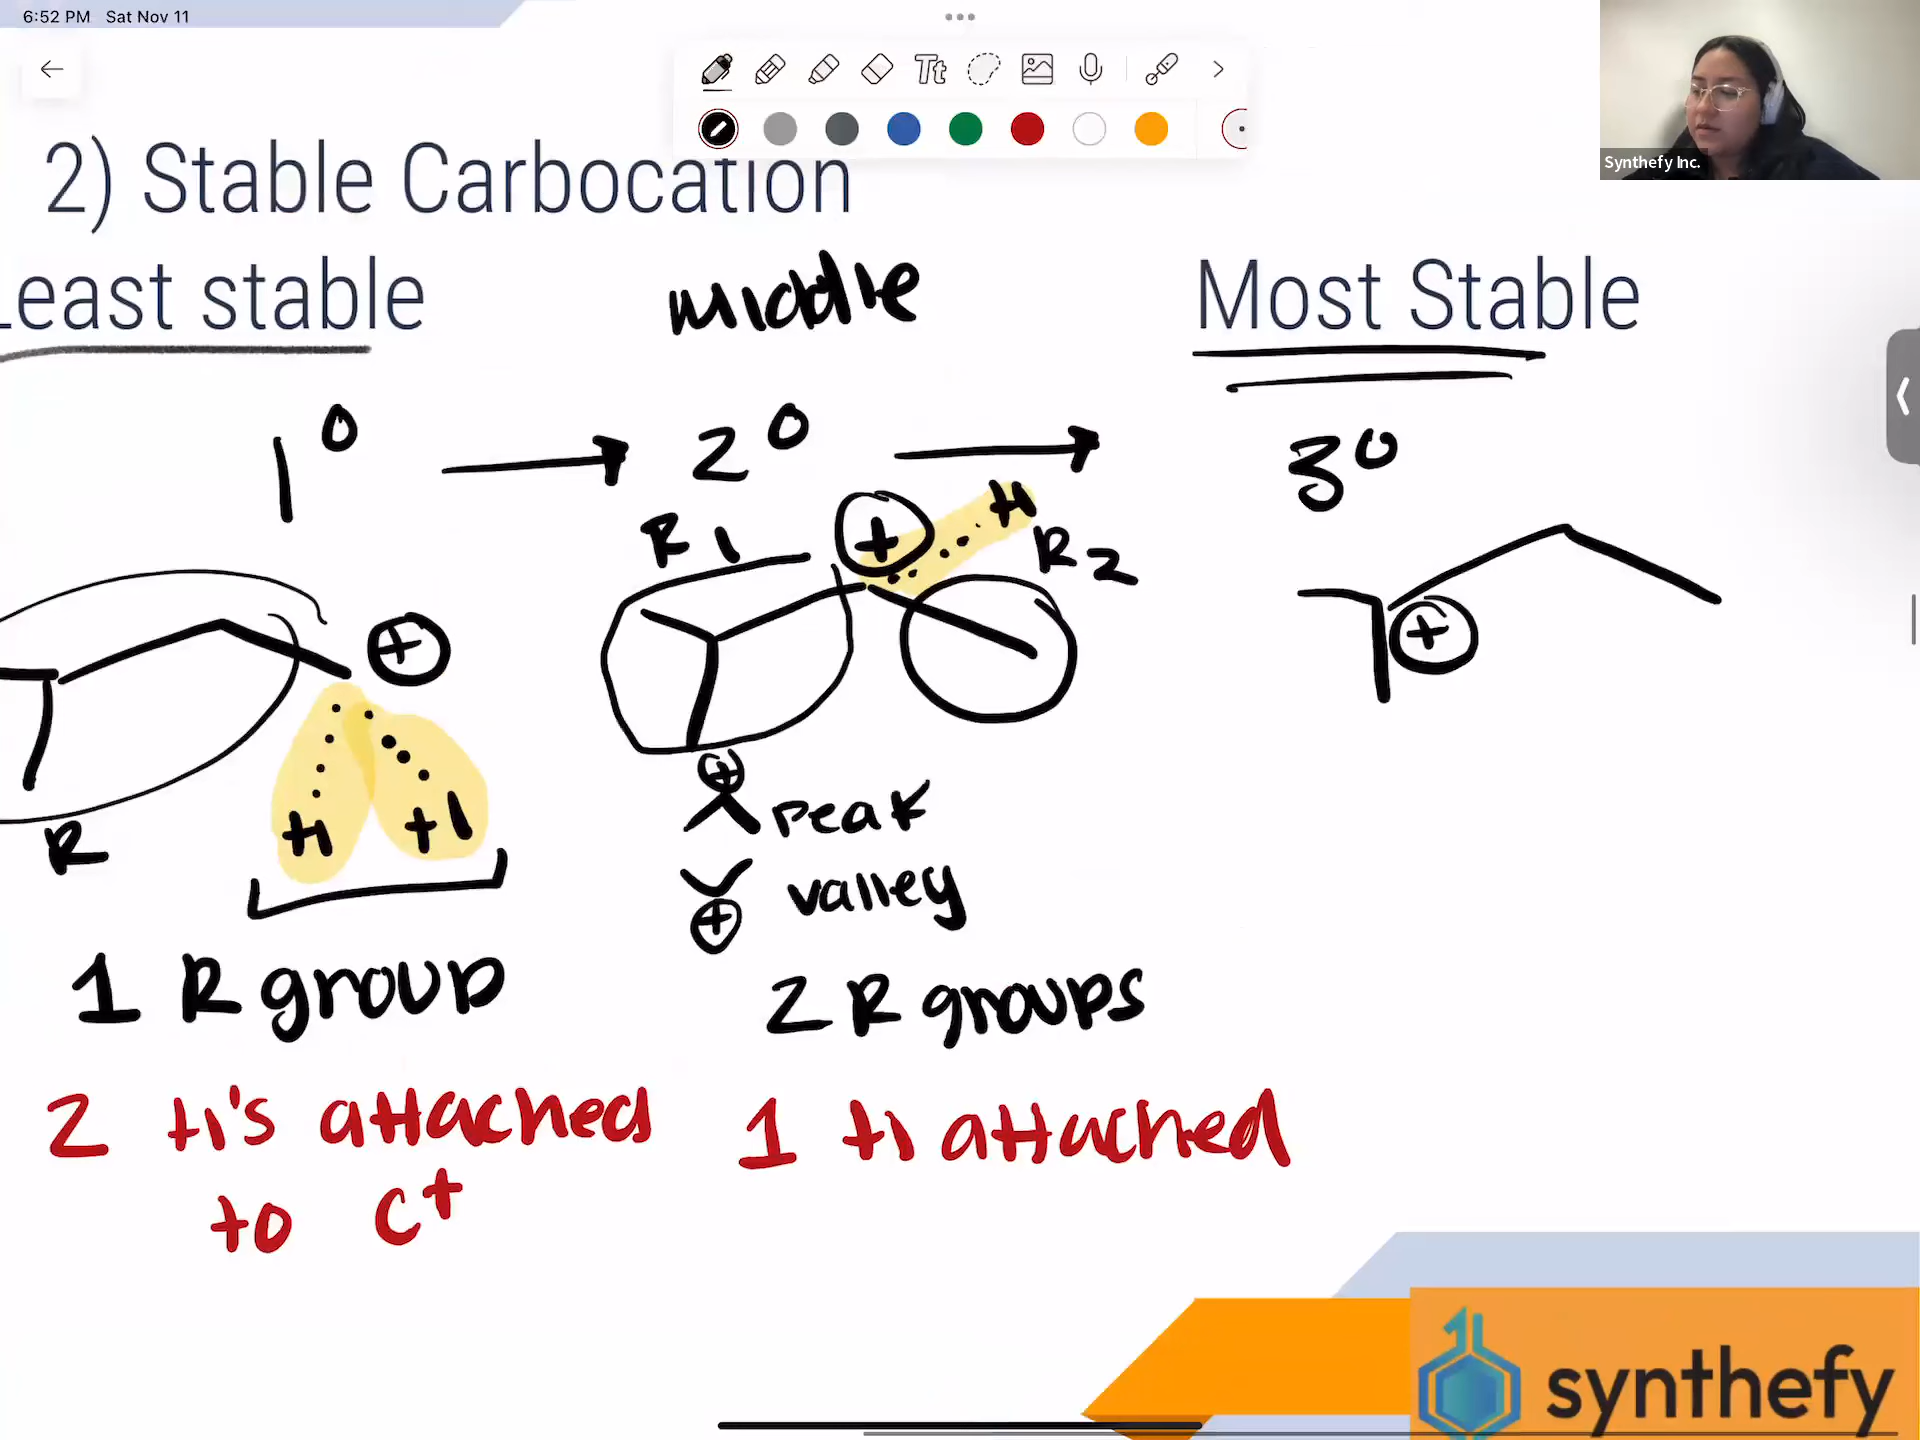 6:52 PM Sat Nov 11
Tt
Synthefy Inc.
2) Stable Carbocation
Least stable
middle
Most Stable
1° → 2° → 3°
R1
+
H
R2
+
+
R
H
H
+
peak
valley
+
1 R group
2 R groups
2 H's attached
to C+
1 H attached
synthefy